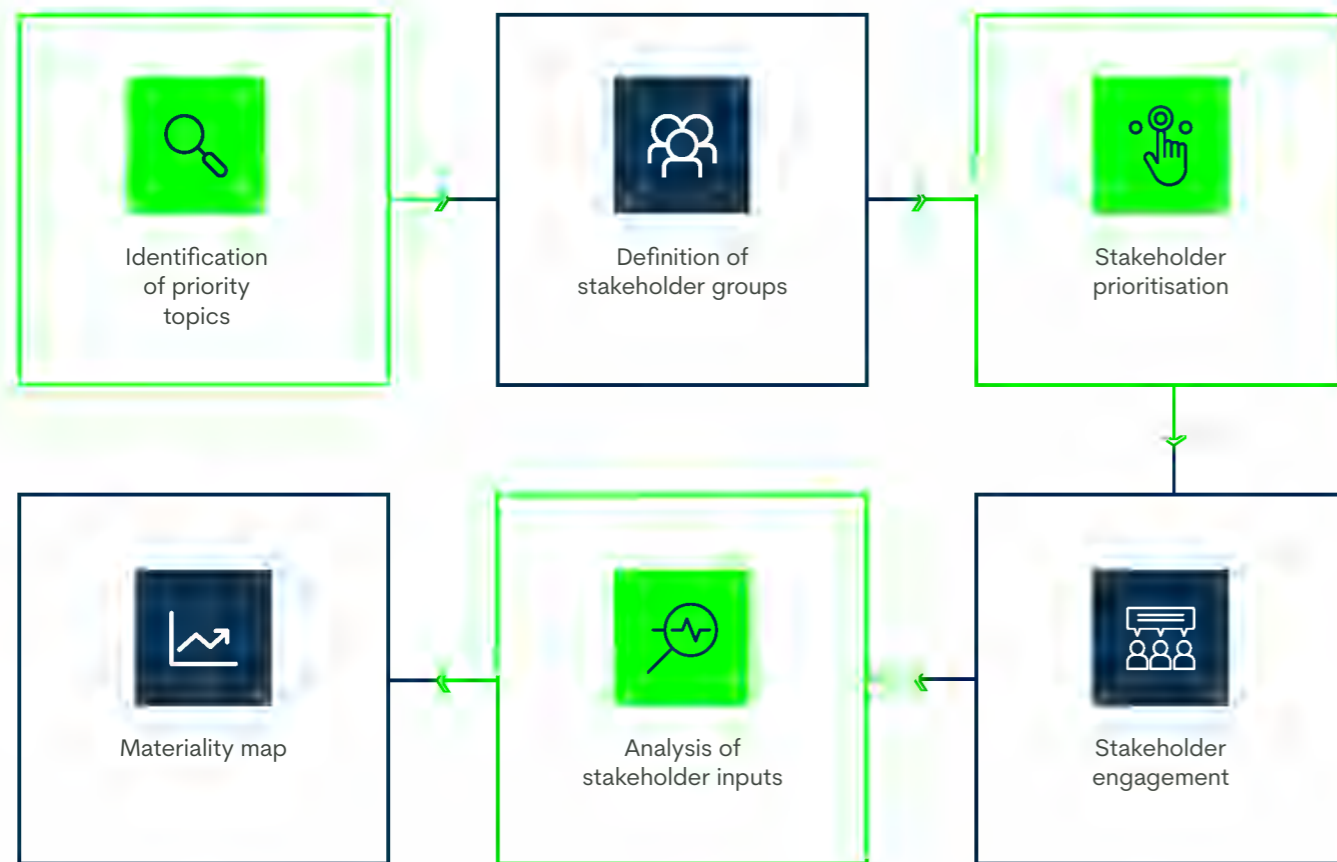 Identification
of priority
topics
Definition of
stakeholder groups
Stakeholder
prioritisation
Stakeholder
engagement
Analysis of
stakeholder inputs
Materiality map